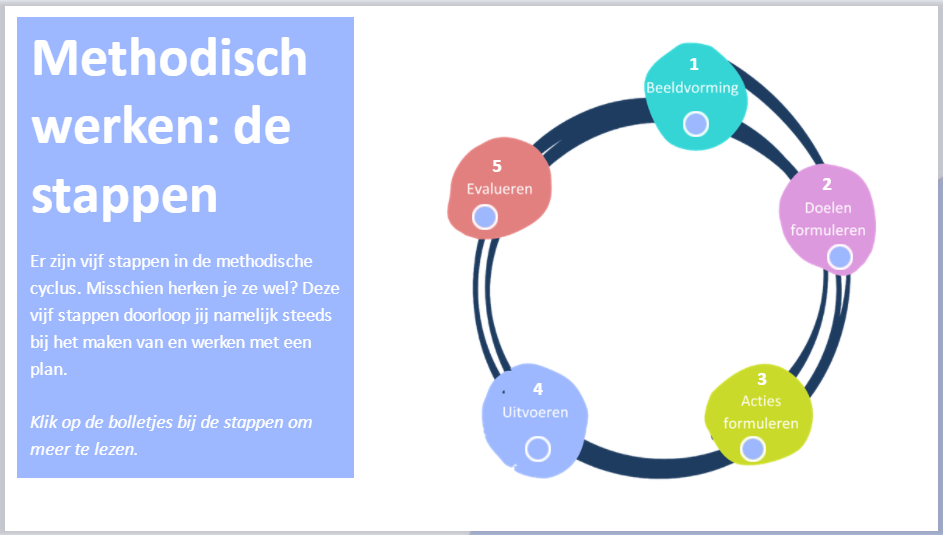 Methodisch
werken: de
stappen
Er zijn vijf stappen in de methodische
cyclus. Misschien herken je ze wel? Deze
vijf stappen doorloop jij namelijk steeds
bij het maken van en werken met een
plan.
Klik op de bolletjes bij de stappen om
meer te lezen.
1
Beeldvorming
2
Doelen
formuleren
3
Acties
formuleren
4
Uitvoeren
5
Evalueren